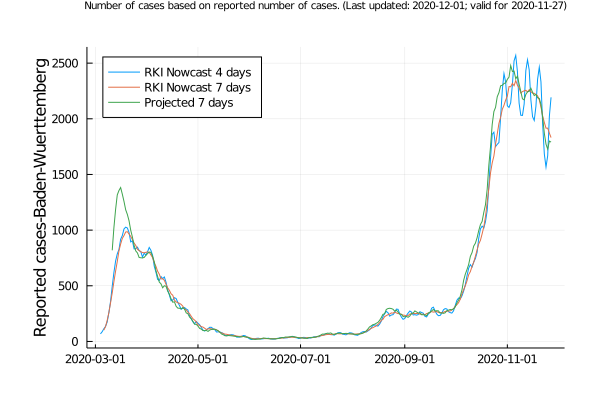 Number of cases based on reported number of cases. (Last updated: 2020-12-01; valid for 2020-11-27)
Reported cases-Baden-Wuerttemberg
2500
2000
1500
1000
500
0
RKI Nowcast 4 days
RKI Nowcast 7 days
Projected 7 days
2020-03-01
2020-05-01
2020-07-01
2020-09-01
2020-11-01